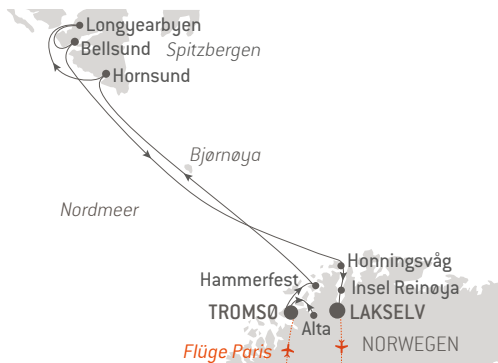 Longyearbyen
Bellsund
Spitzbergen
Hornsund
Bjørnøya
Nordmeer
Honningsvåg
Hammerfest
Insel Reinøya
TROMSØ
LAKSELV
Alta
NORWEGEN
Flüge Paris